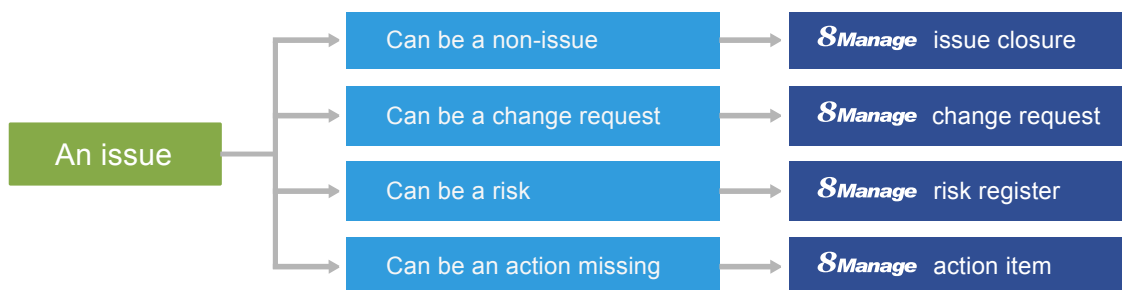 Can be a non-issue
8Manage issue closure
Can be a change request
8Manage change request
An issue
Can be a risk
8Manage risk register
Can be an action missing
8Manage action item